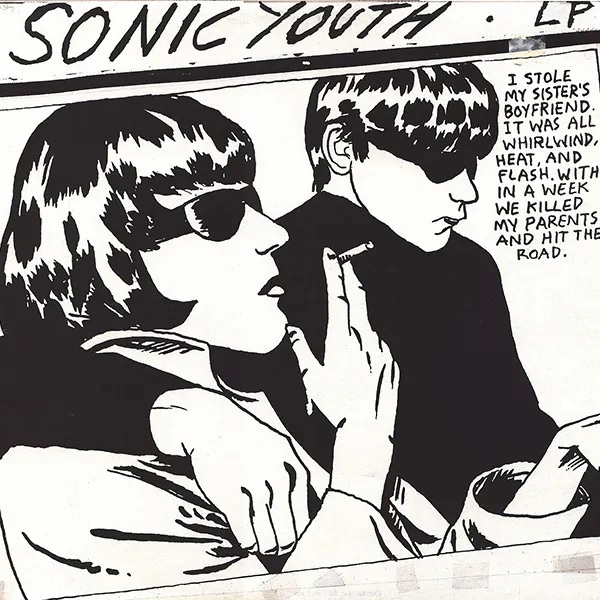 SONIC YOUTH · LP
I STOLE
MY SISTER'S
BOYFRIEND.
IT WAS ALL
WHIRLWIND,
HEAT, AND
FLASH. WITH
IN A WEEK
WE KILLED
MY PARENTS
AND HIT THE
ROAD.